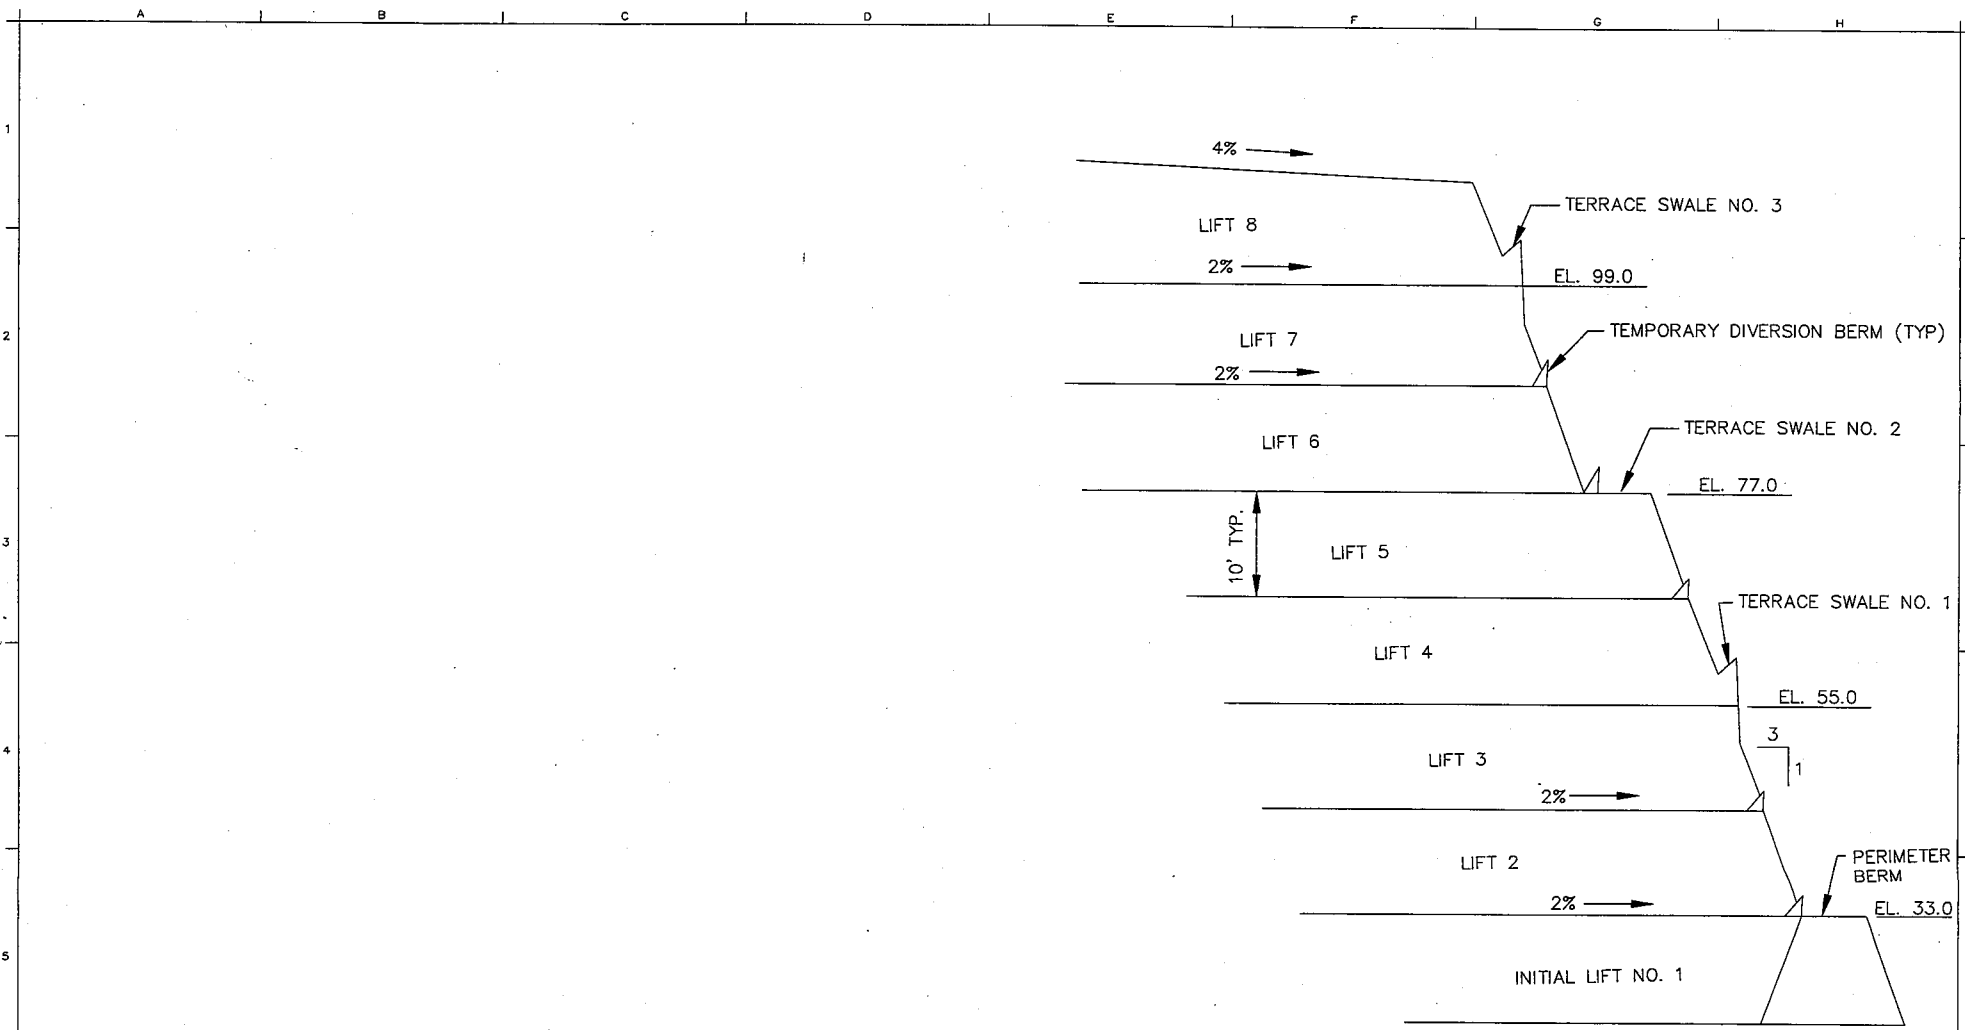 A B C D E F G H
1
4%
TERRACE SWALE NO. 3
LIFT 8
2%
EL. 99.0
2
LIFT 7
TEMPORARY DIVERSION BERM (TYP)
2%
LIFT 6
TERRACE SWALE NO. 2
EL. 77.0
3
10' TYP.
LIFT 5
TERRACE SWALE NO. 1
LIFT 4
EL. 55.0
4
3
1
LIFT 3
2%
LIFT 2
PERIMETER
BERM
2%
EL. 33.0
5
INITIAL LIFT NO. 1